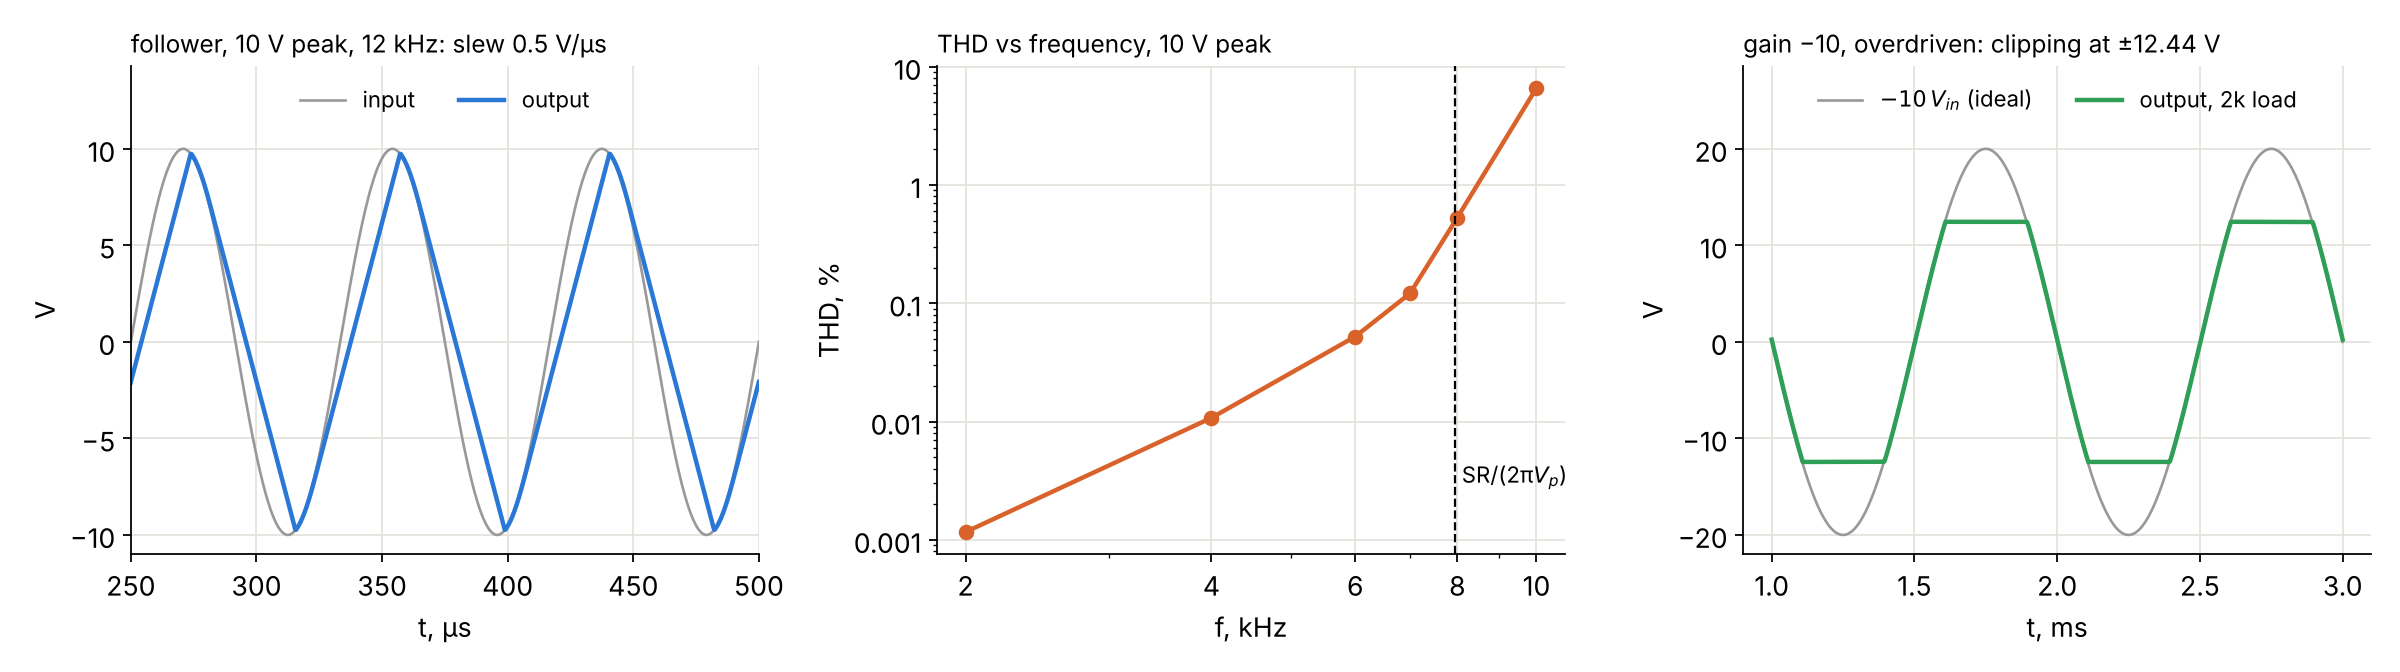 follower, 10 V peak, 12 kHz: slew 0.5 V/µs
input
output
10
5
0
−5
−10
V
250
300
350
400
450
500
t, µs
THD vs frequency, 10 V peak
10
1
0.1
0.01
0.001
THD, %
SR/(2πVp)
2
4
6
8
10
f, kHz
gain −10, overdriven: clipping at ±12.44 V
−10 Vin (ideal)
output, 2k load
20
10
0
−10
−20
V
1.0
1.5
2.0
2.5
3.0
t, ms